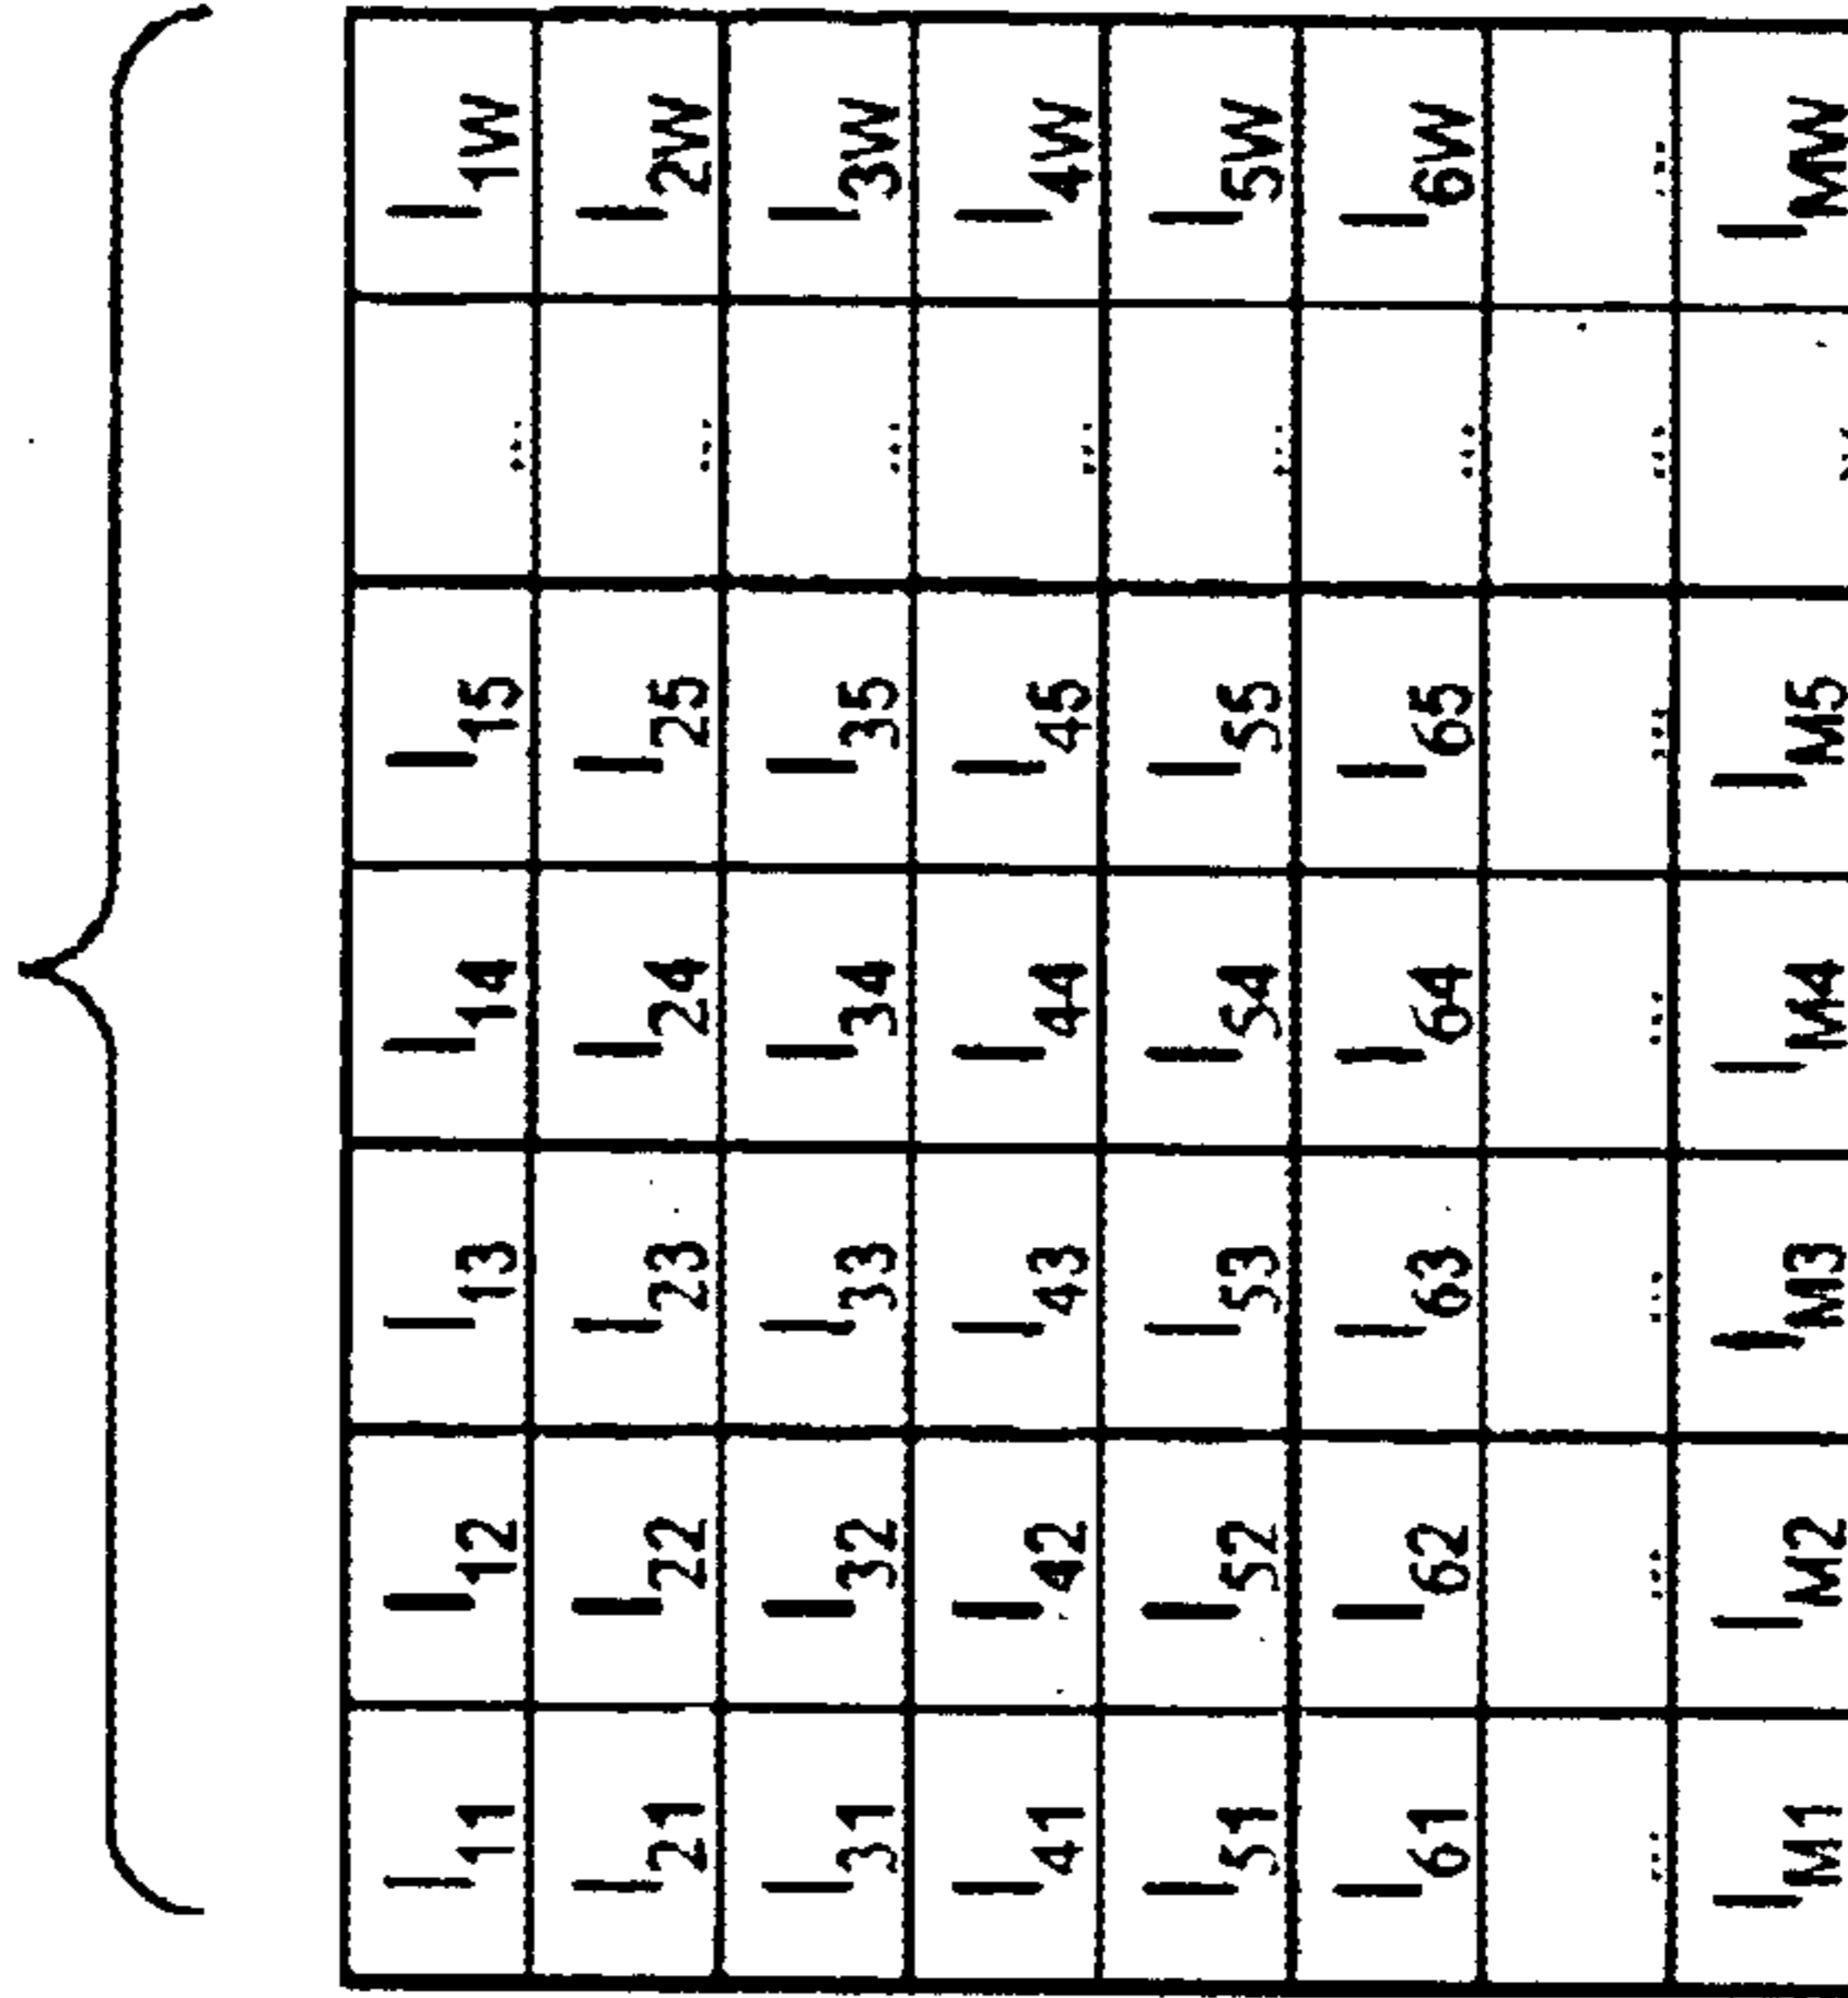 I11 I12 I13 I14 I15 ... I1W
I21 I22 I23 I24 I25 ... I2W
I31 I32 I33 I34 I35 ... I3W
I41 I42 I43 I44 I45 ... I4W
I51 I52 I53 I54 I55 ... I5W
I61 I62 I63 I64 I65 ... I6W
... ... ... ... ... ... ...
IM1 IM2 IM3 IM4 IM5 ... IMW